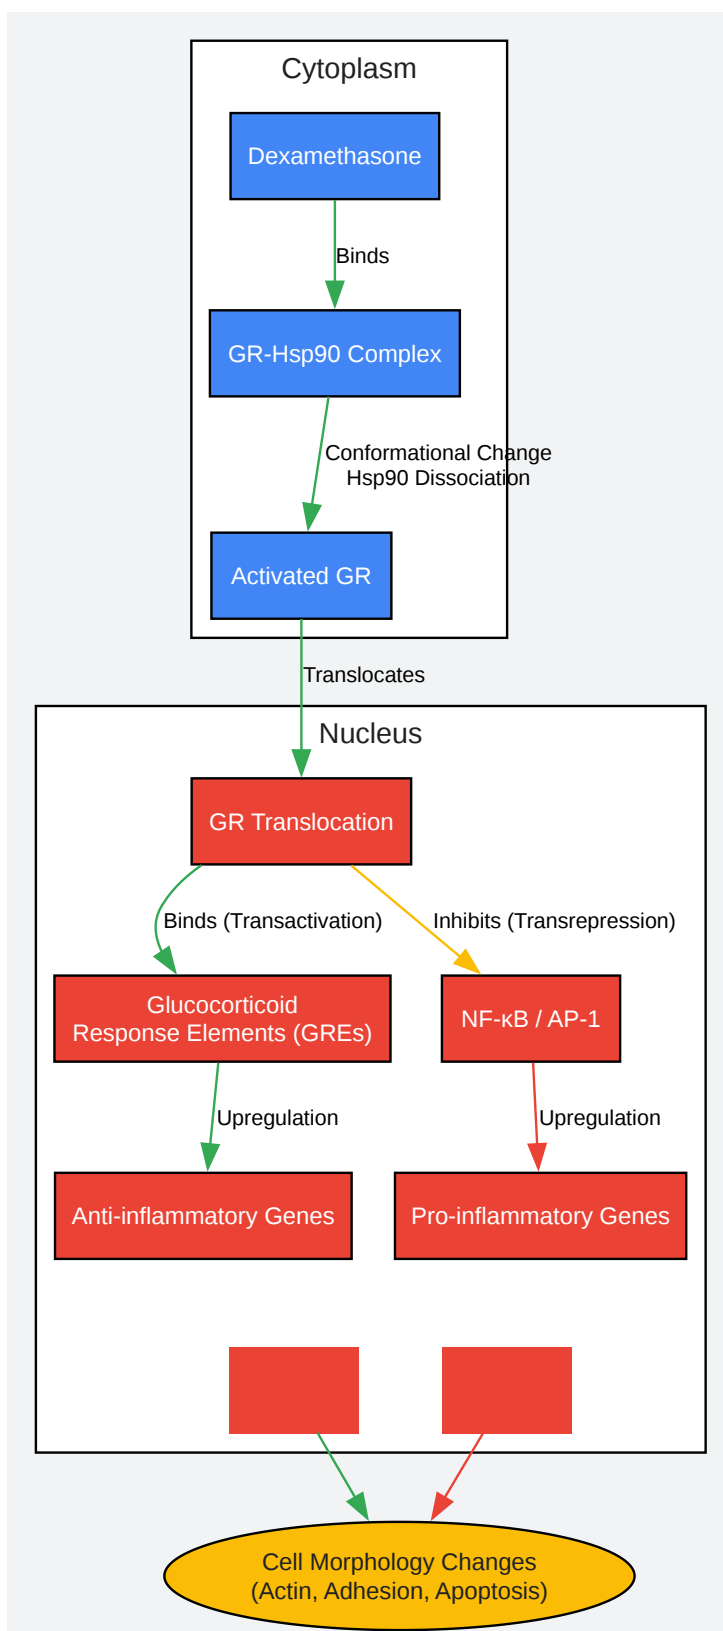 Cytoplasm
Dexamethasone
Binds
GR-Hsp90 Complex
Conformational Change
Hsp90 Dissociation
Activated GR
Translocates
Nucleus
GR Translocation
Binds (Transactivation)
Inhibits (Transrepression)
Glucocorticoid
Response Elements (GREs)
NF-κB / AP-1
Upregulation
Upregulation
Anti-inflammatory Genes
Pro-inflammatory Genes
Cell Morphology Changes
(Actin, Adhesion, Apoptosis)